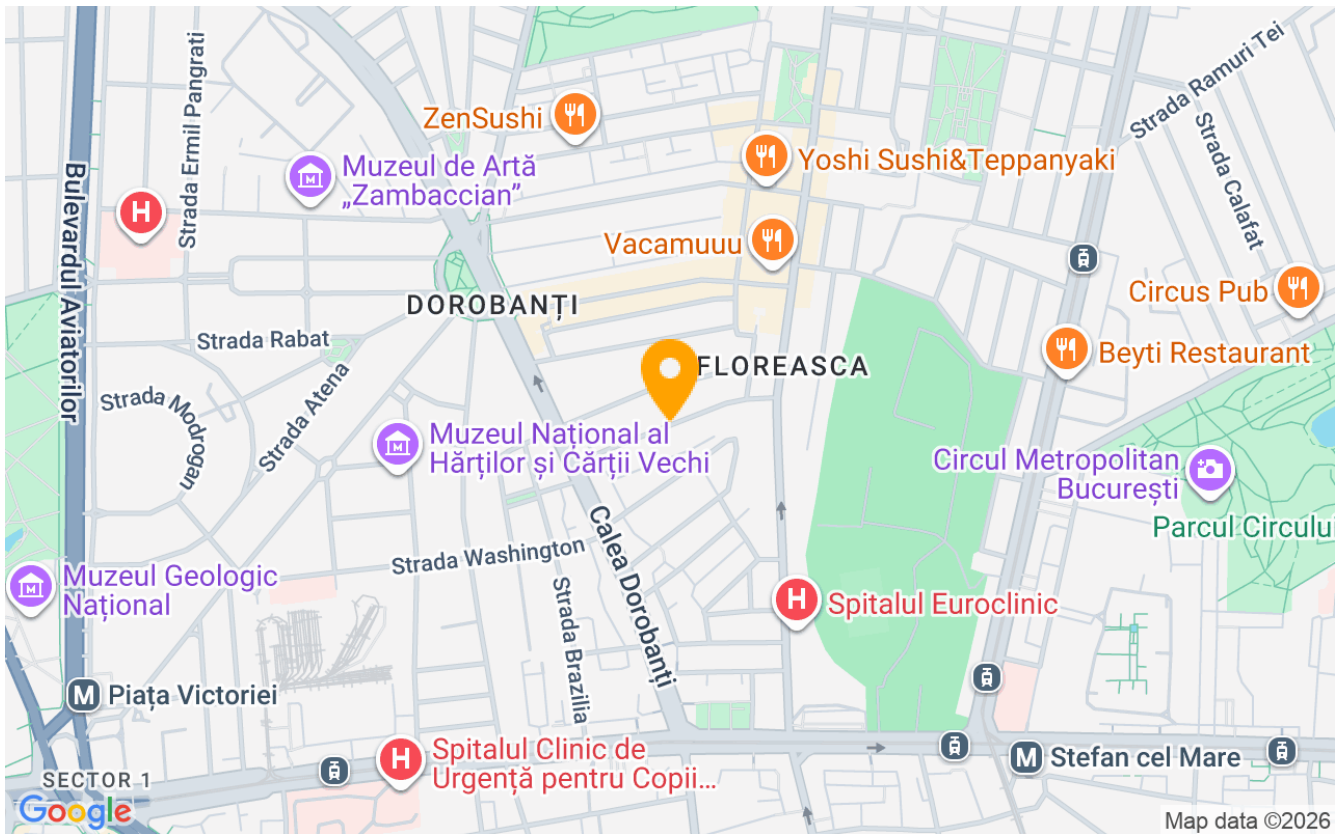 Strada Ermil Pangrati
ZenSushi
Strada Ramuri Tei
Muzeul de Artă
„Zambaccian”
Yoshi Sushi&Teppanyaki
Strada Calafat
Bulevardul Aviatorilor
Vacamuuu
DOROBANȚI
Circus Pub
Strada Rabat
Beyti Restaurant
FLOREASCA
Strada Atena
Strada Modrogan
Muzeul Național al
Hărților și Cărții Vechi
Circul Metropolitan
București
Parcul Circulu
Calea Dorobanți
Strada Washington
Muzeul Geologic
Național
Strada Brazilia
Spitalul Euroclinic
Piața Victoriei
Spitalul Clinic de
Urgență pentru Copii...
Stefan cel Mare
SECTOR 1
Google
Map data ©2026